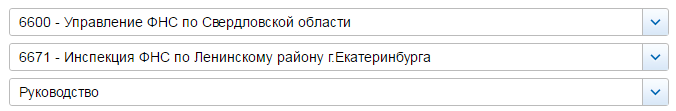 6600 - Управление ФНС по Свердловской области
6671 - Инспекция ФНС по Ленинскому району г.Екатеринбурга
Руководство